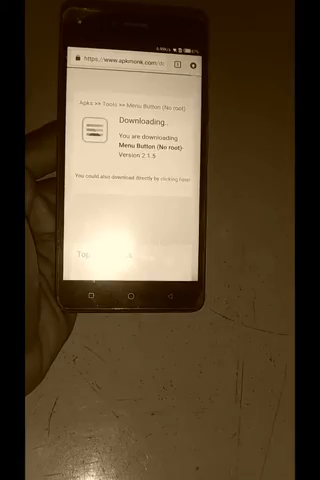 https://www.apkmonk.com/d
Apks >> Tools >> Menu Button (No root)
Downloading..
You are downloading
Menu Button (No root)-
Version 2.1.5
You could also download directly by clicking here!